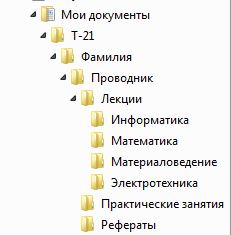 Мои документы
Т-21
Фамилия
Проводник
Лекции
Информатика
Математика
Материаловедение
Электротехника
Практические занятия
Рефераты